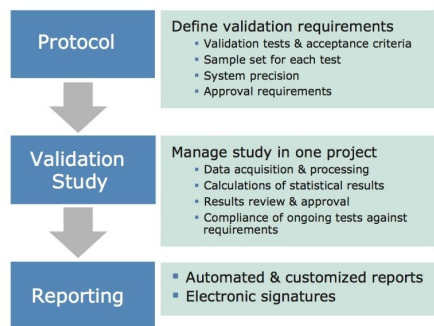 Protocol
Define validation requirements
▪ Validation tests & acceptance criteria
▪ Sample set for each test
▪ System precision
▪ Approval requirements
Validation
Study
Manage study in one project
▪ Data acquisition & processing
▪ Calculations of statistical results
▪ Results review & approval
▪ Compliance of ongoing tests against
requirements
Reporting
▪ Automated & customized reports
▪ Electronic signatures